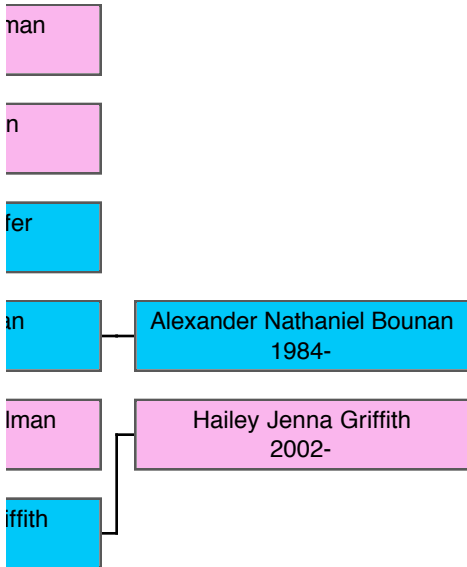 man
n
fer
an
Alexander Nathaniel Bounan
1984-
lman
Hailey Jenna Griffith
2002-
iffith